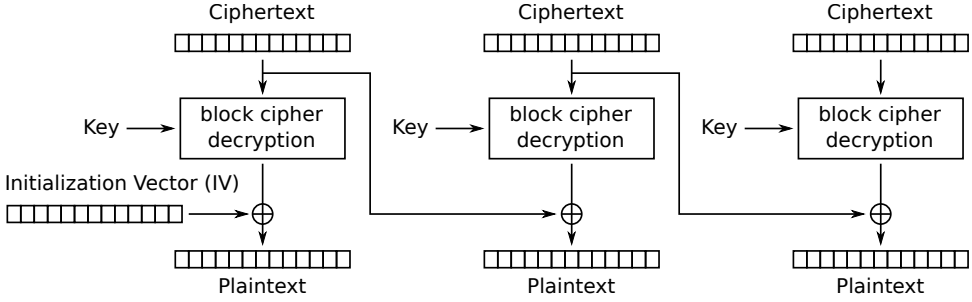 Ciphertext
Ciphertext
Ciphertext
Key
block cipher
decryption
Key
block cipher
decryption
Key
block cipher
decryption
Initialization Vector (IV)
Plaintext
Plaintext
Plaintext